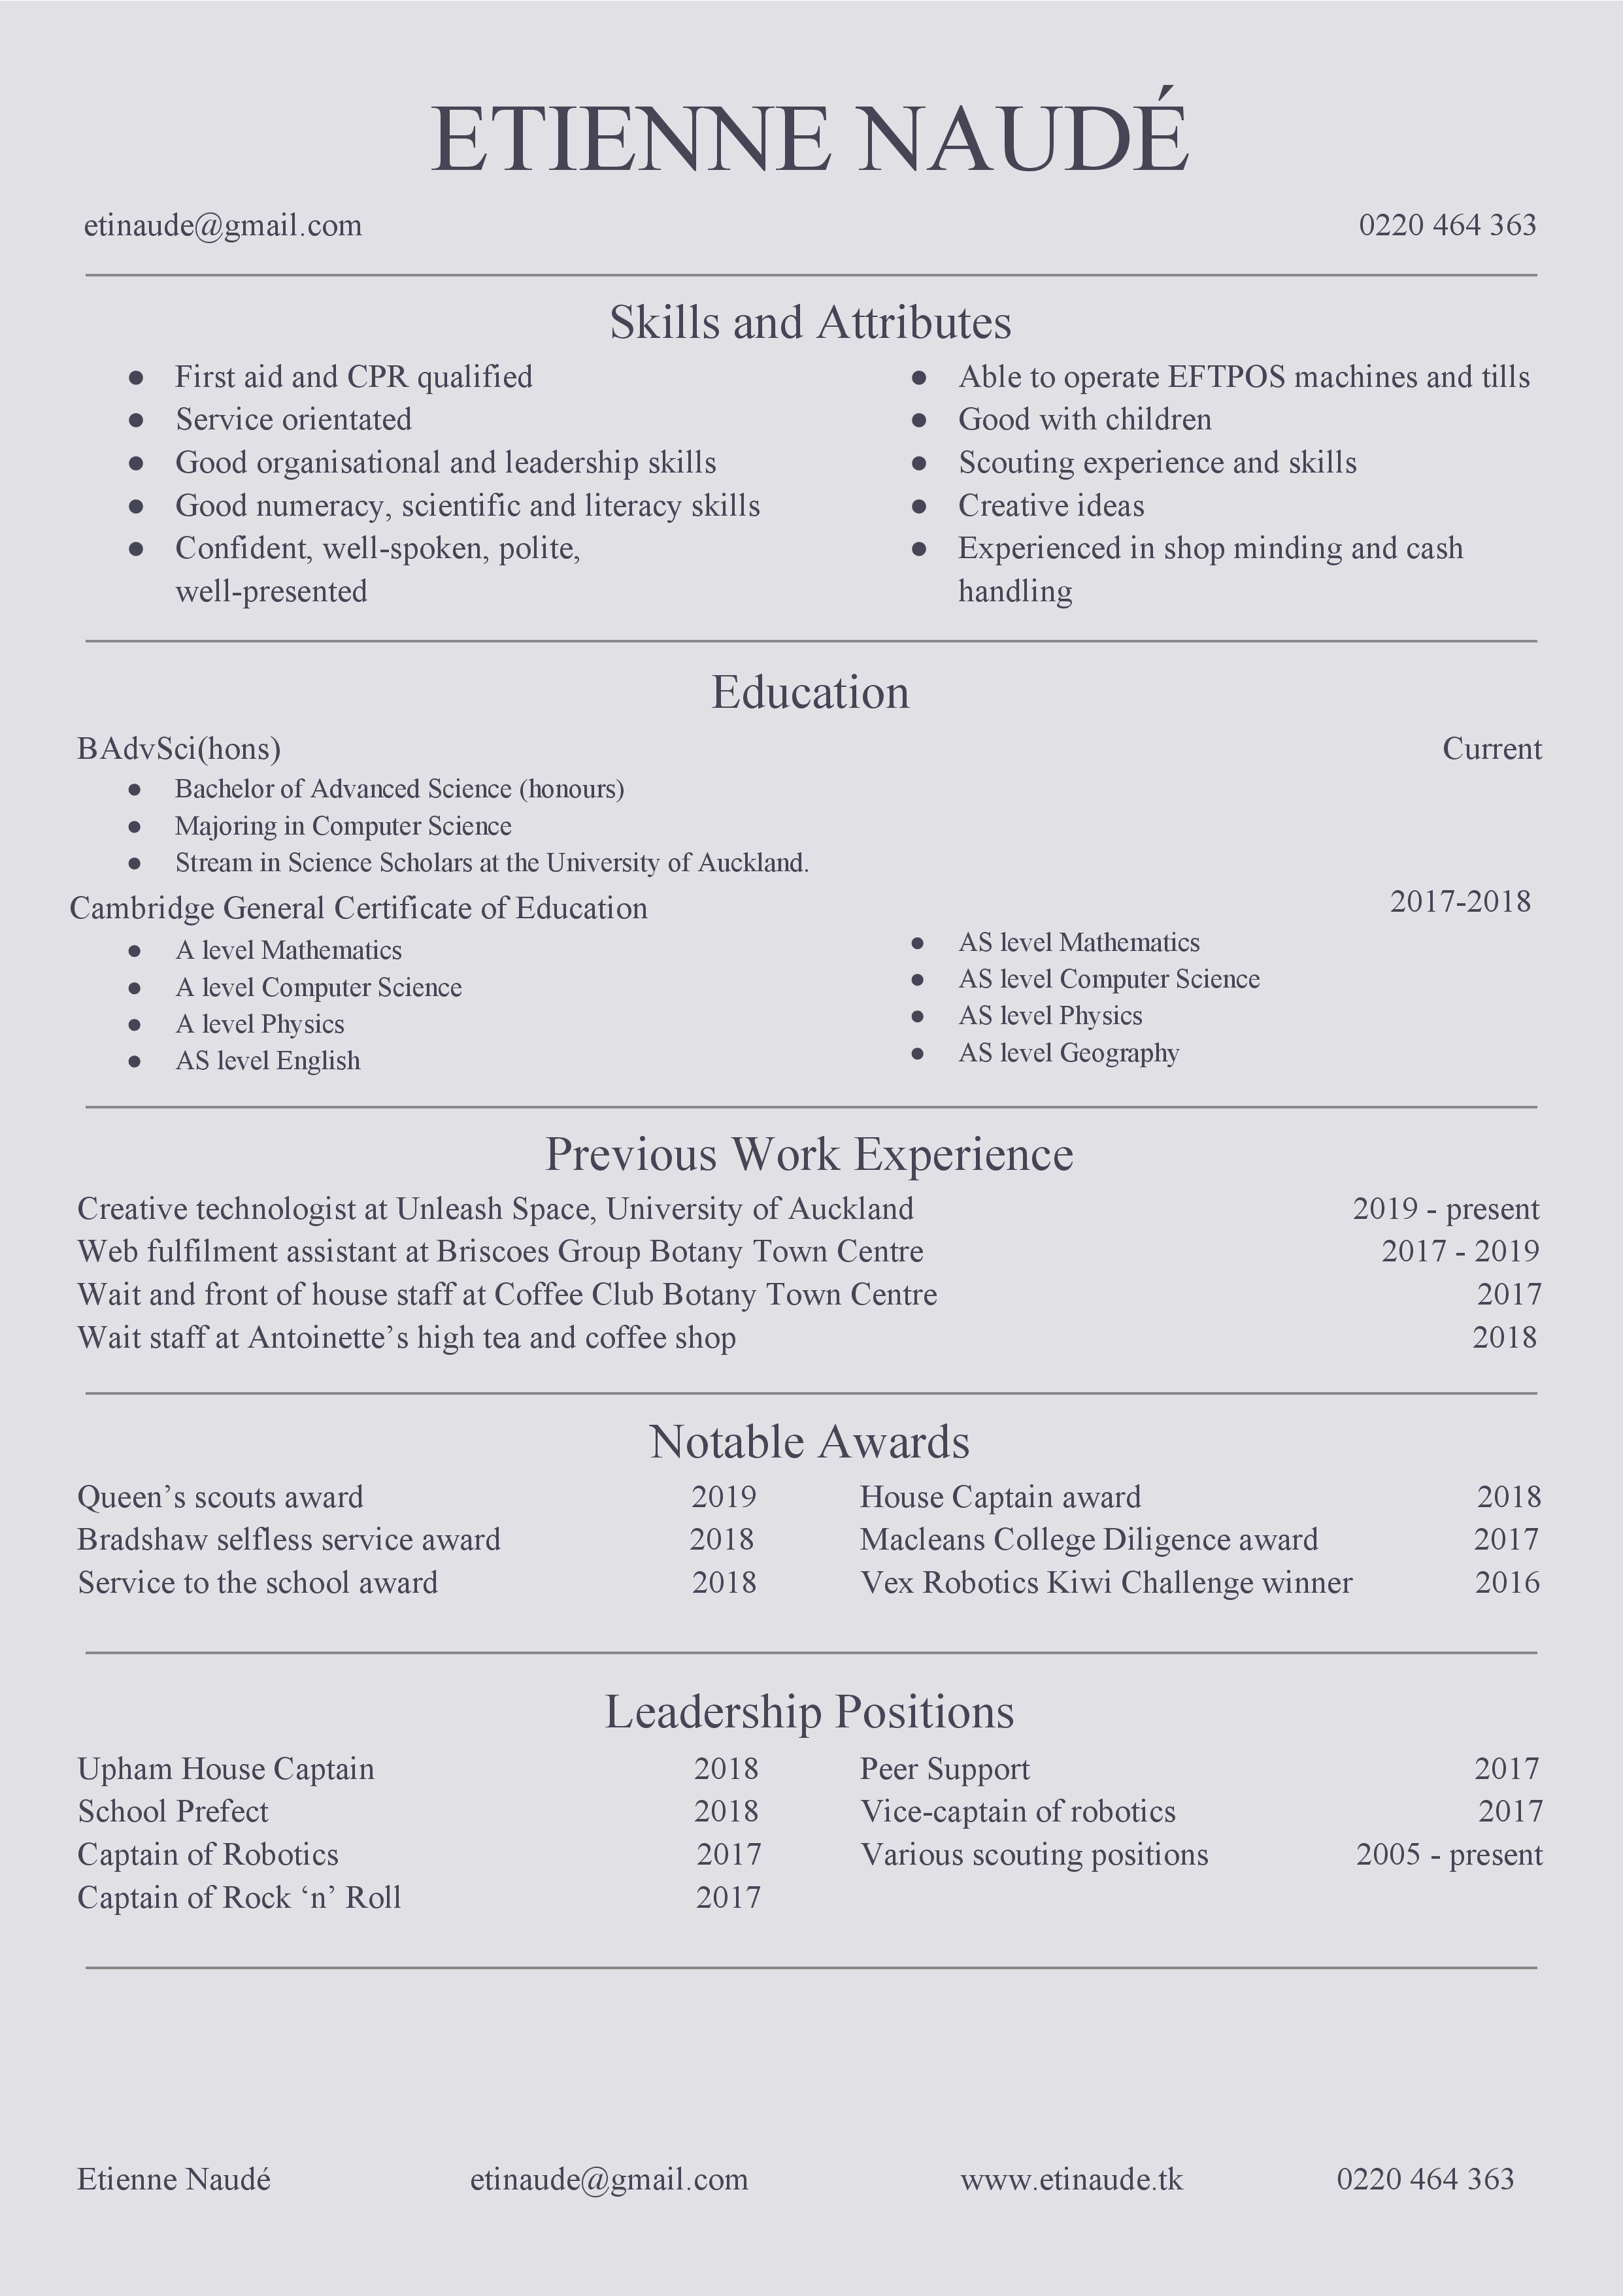 ETIENNE NAUDÉ
etinaude@gmail.com 0220 464 363
Skills and Attributes
● First aid and CPR qualified
● Service orientated
● Good organisational and leadership skills
● Good numeracy, scientific and literacy skills
● Confident, well-spoken, polite,
well-presented
● Able to operate EFTPOS machines and tills
● Good with children
● Scouting experience and skills
● Creative ideas
● Experienced in shop minding and cash
handling
Education
BAdvSci(hons) Current
● Bachelor of Advanced Science (honours)
● Majoring in Computer Science
● Stream in Science Scholars at the University of Auckland.
Cambridge General Certificate of Education 2017-2018
● A level Mathematics
● A level Computer Science
● A level Physics
● AS level English
● AS level Mathematics
● AS level Computer Science
● AS level Physics
● AS level Geography
Previous Work Experience
Creative technologist at Unleash Space, University of Auckland 2019 - present
Web fulfilment assistant at Briscoes Group Botany Town Centre 2017 - 2019
Wait and front of house staff at Coffee Club Botany Town Centre 2017
Wait staff at Antoinette’s high tea and coffee shop 2018
Notable Awards
Queen’s scouts award 2019
Bradshaw selfless service award 2018
Service to the school award 2018
House Captain award 2018
Macleans College Diligence award 2017
Vex Robotics Kiwi Challenge winner 2016
Leadership Positions
Upham House Captain 2018
School Prefect 2018
Captain of Robotics 2017
Captain of Rock ‘n’ Roll 2017
Peer Support 2017
Vice-captain of robotics 2017
Various scouting positions 2005 - present
Etienne Naudé etinaude@gmail.com www.etinaude.tk 0220 464 363